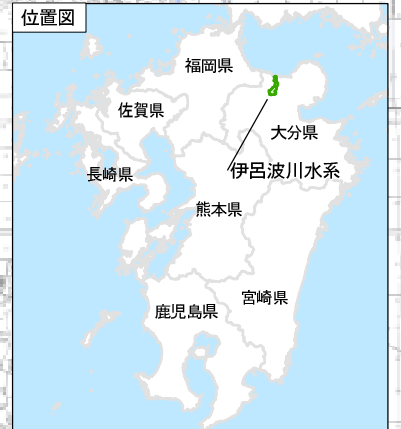 位置図
福岡県
佐賀県
大分県
長崎県
伊呂波川水系
熊本県
宮崎県
鹿児島県